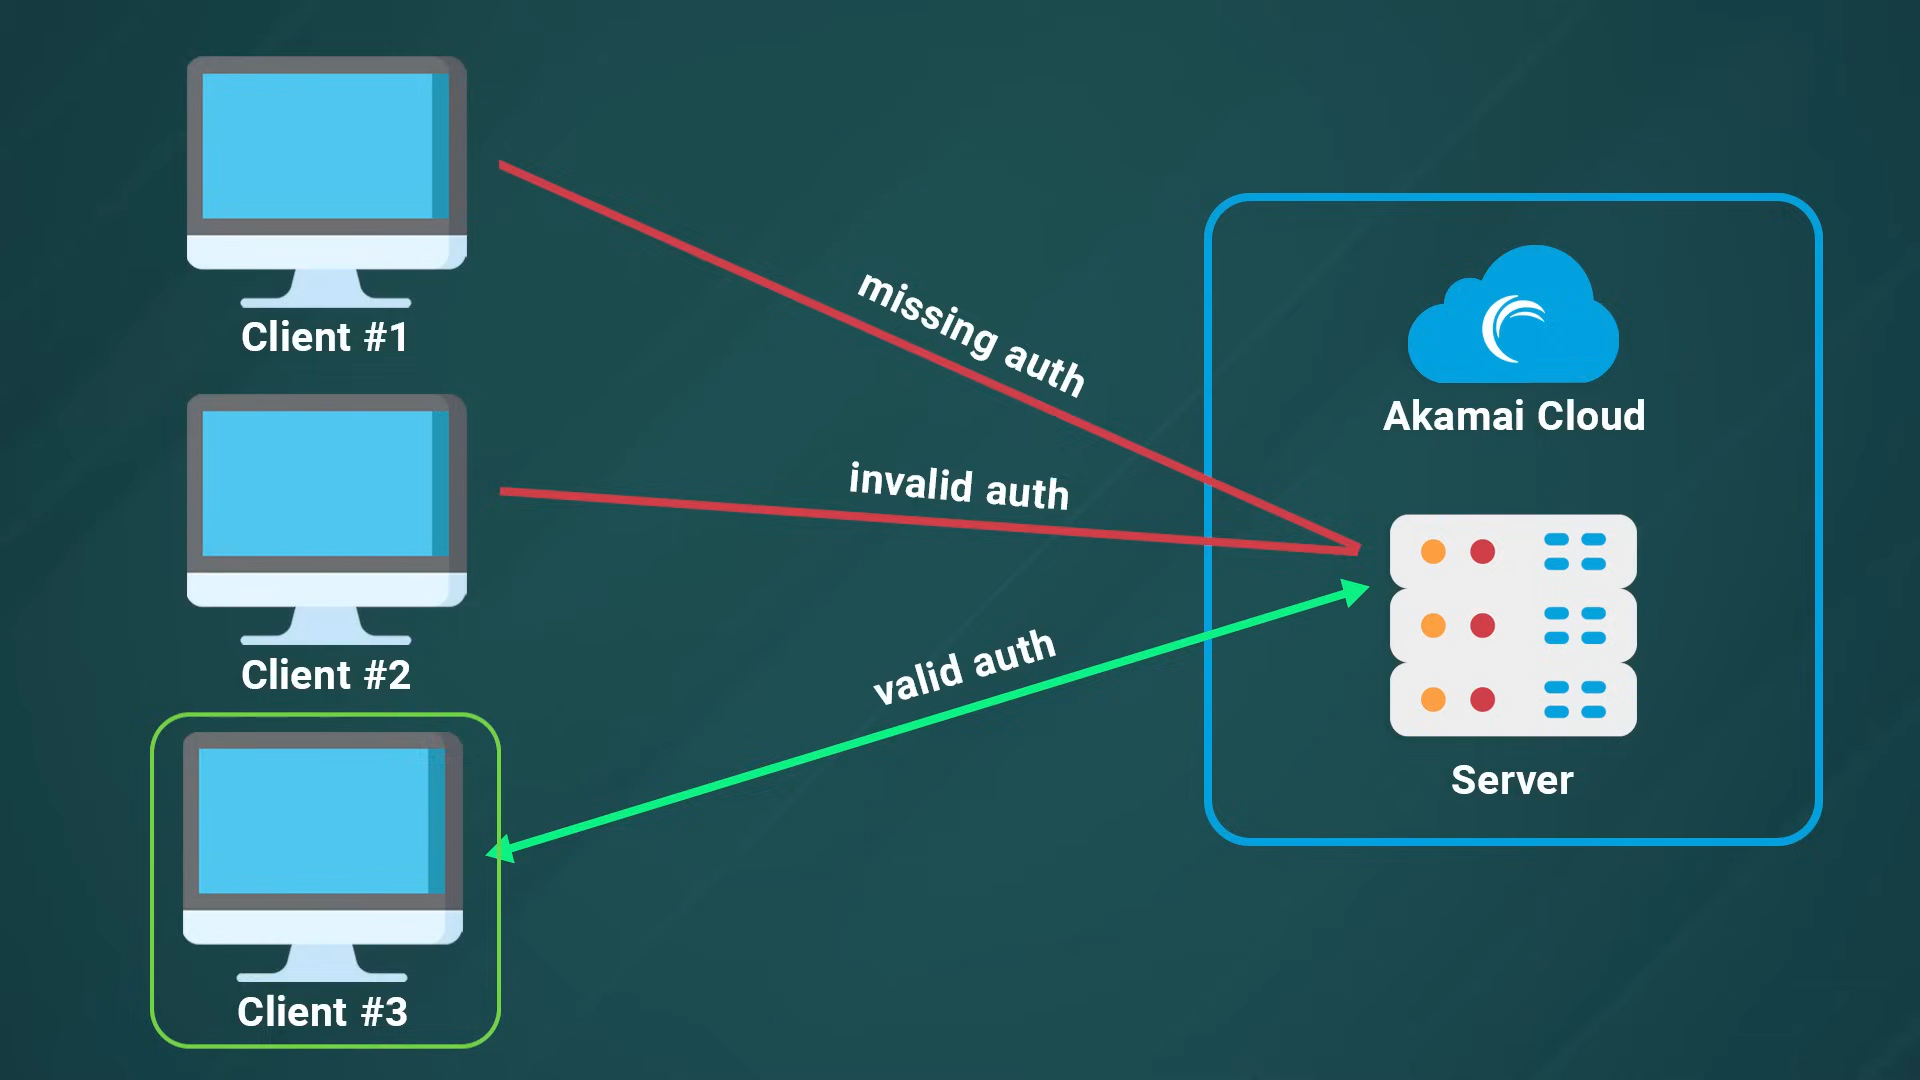 Client #1
missing auth
Akamai Cloud
invalid auth
Client #2
valid auth
Server
Client #3